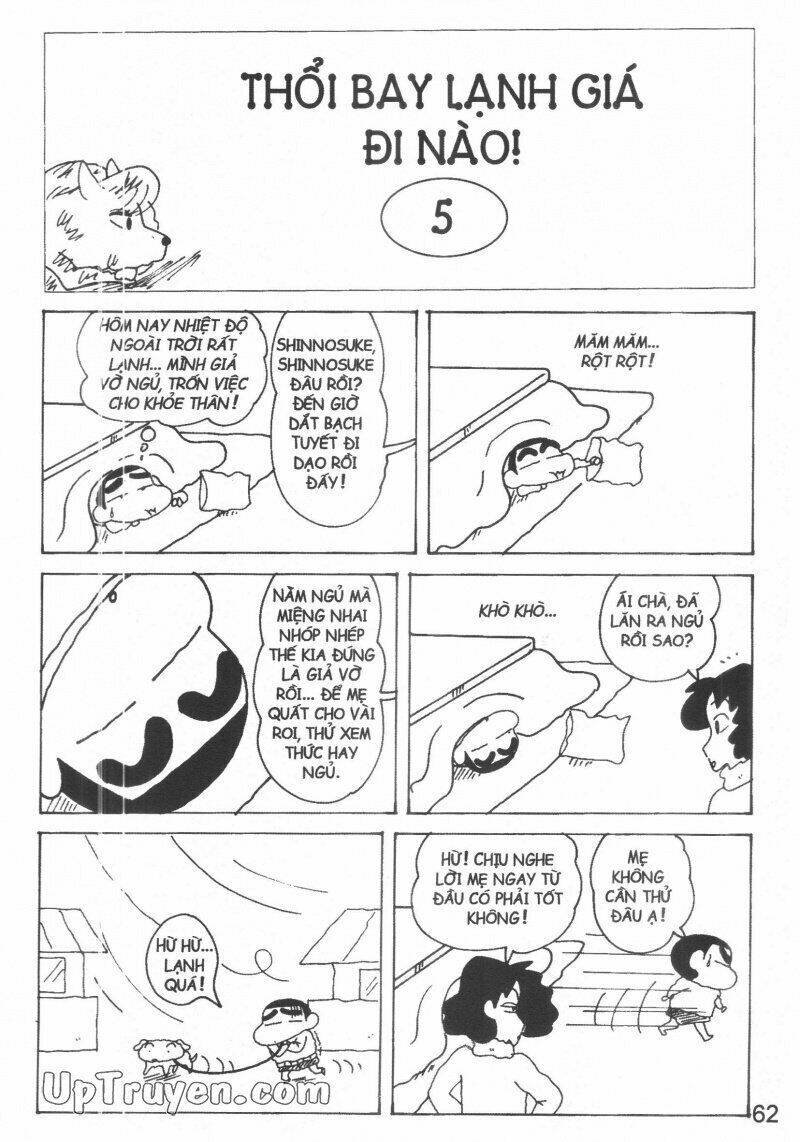 THỔI BAY LẠNH GIÁ
ĐI NÀO!
5
MĂM MĂM...
RỘT RỘT!
SHINNOSUKE,
SHINNOSUKE
ĐÂU RỒI?
ĐẾN GIỜ
DẮT BẠCH
TUYẾT ĐI
DẠO RỒI
ĐẤY!
HÔM NAY NHIỆT ĐỘ
NGOÀI TRỜI RẤT
LẠNH... MÌNH GIẢ
VỜ NGỦ, TRỐN VIỆC
CHO KHỎE THÂN!
ÁI CHÀ, ĐÃ
LĂN RA NGỦ
RỒI SAO?
KHÒ KHÒ...
NẰM NGỦ MÀ
MIỆNG NHAI
NHÓP NHÉP
THẾ KIA ĐÚNG
LÀ GIẢ VỜ
RỒI... ĐỂ MẸ
QUẤT CHO VÀI
ROI, THỬ XEM
THỨC HAY
NGỦ.
MẸ
KHÔNG
CẦN THỬ
ĐÂU Ạ!
HỪ! CHỊU NGHE
LỜI MẸ NGAY TỪ
ĐẦU CÓ PHẢI TỐT
KHÔNG!
HỪ HỪ...
LẠNH
QUÁ!
UpTruyen.com
62